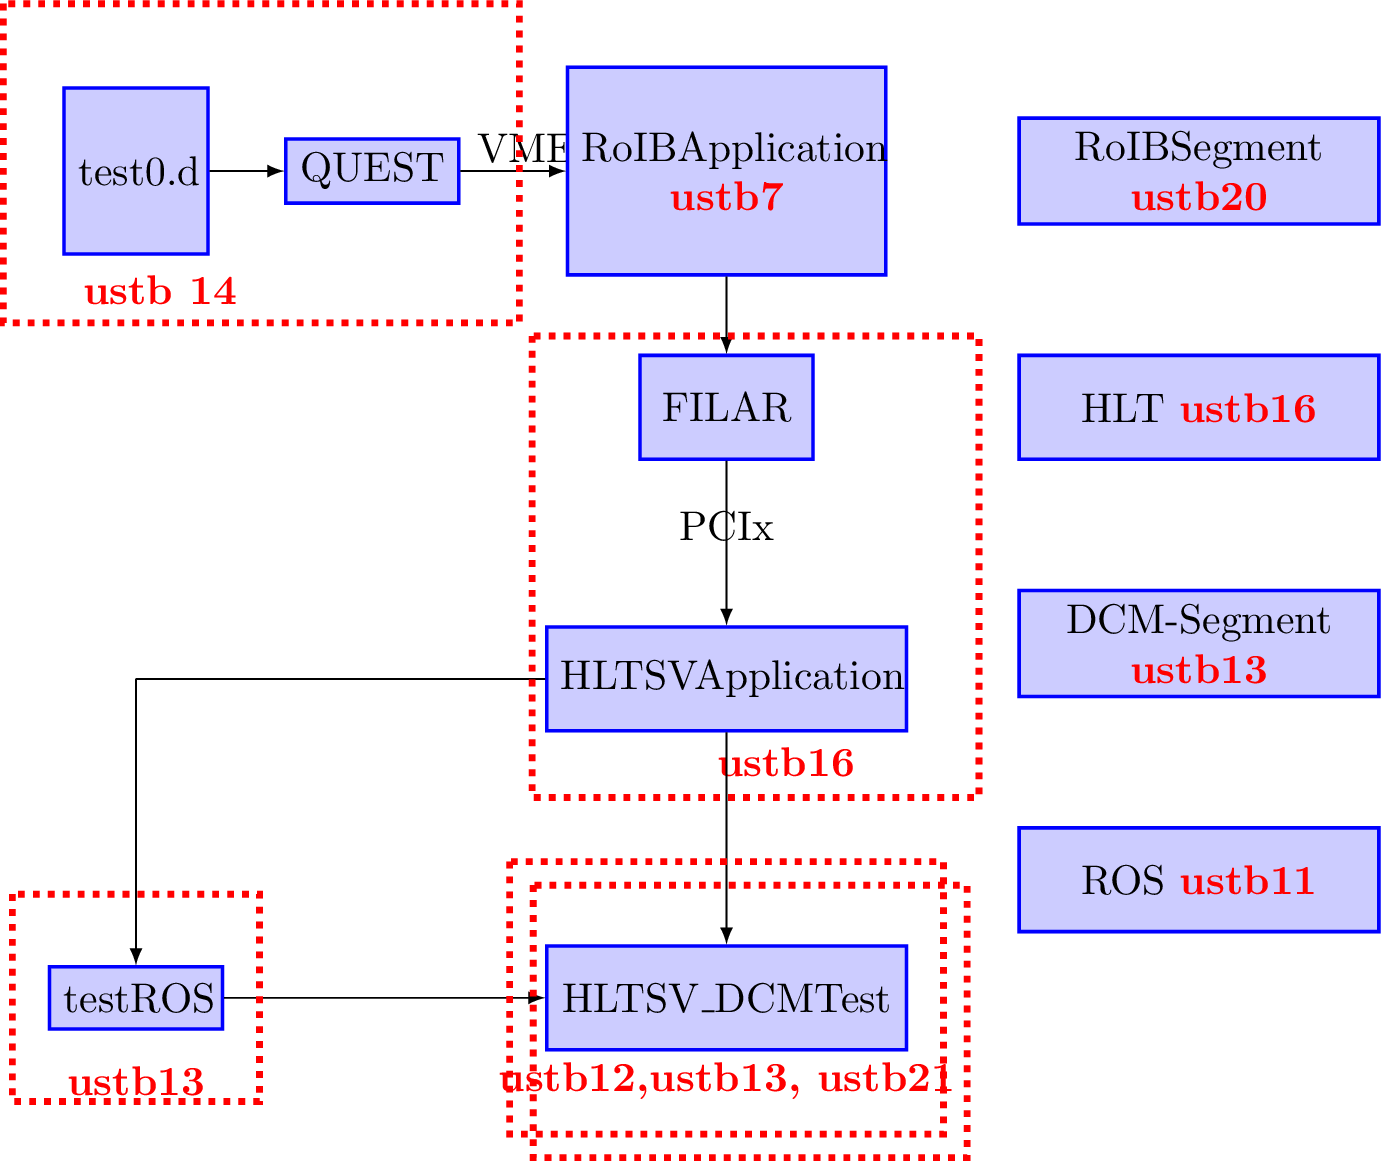 test0.d
QUEST
VME
RoIBApplication
ustb7
RoIBSegment
ustb20
ustb 14
FILAR
HLT ustb16
PCIx
DCM-Segment
ustb13
HLTSVApplication
ustb16
ROS ustb11
testROS
HLTSV_DCMTest
ustb13
ustb12,ustb13, ustb21